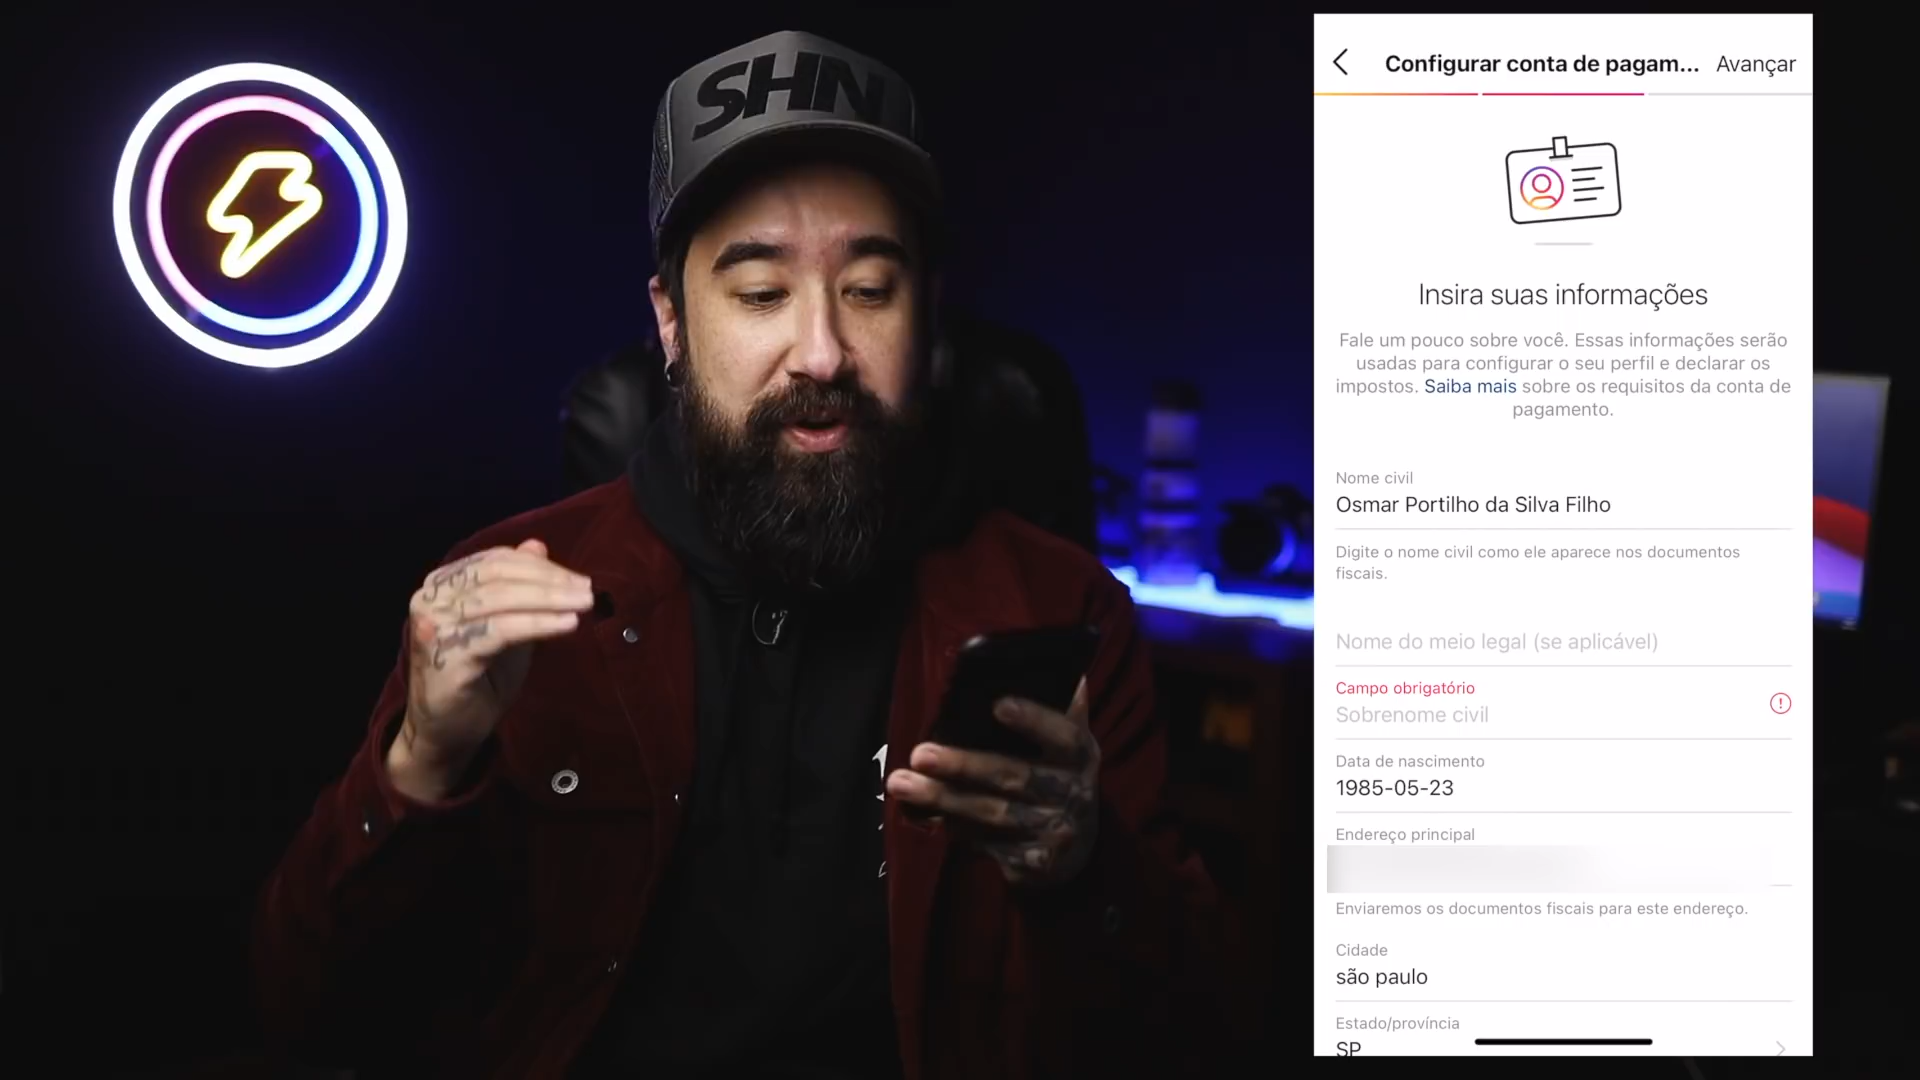 SHN
Configurar conta de pagam... Avançar
Insira suas informações
Fale um pouco sobre você. Essas informações serão
usadas para configurar o seu perfil e declarar os
impostos. Saiba mais sobre os requisitos da conta de
pagamento.
Nome civil
Osmar Portilho da Silva Filho
Digite o nome civil como ele aparece nos documentos
fiscais.
Nome do meio legal (se aplicável)
Campo obrigatório
Sobrenome civil
Data de nascimento
1985-05-23
Endereço principal
Enviaremos os documentos fiscais para este endereço.
Cidade
são paulo
Estado/província
SP